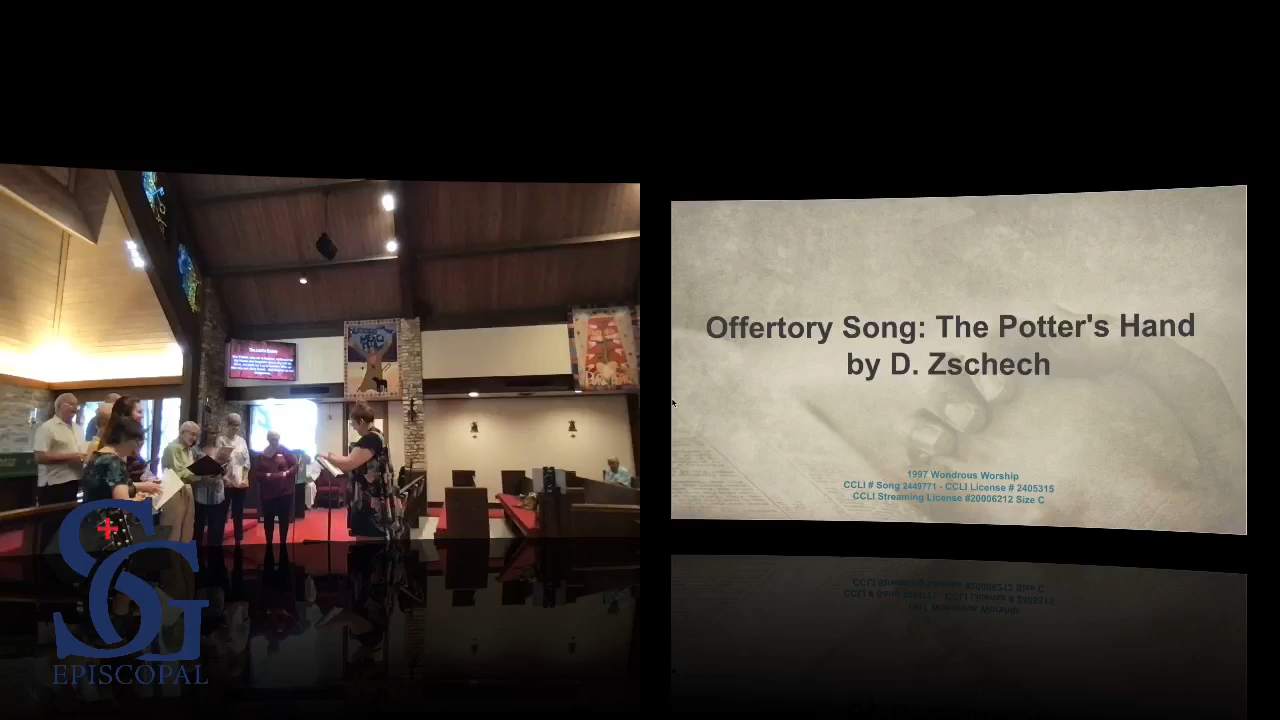 Offertory Song: The Potter's Hand
by D. Zschech
1997 Wondrous Worship
CCLI # Song 2449771 - CCLI License # 2405315
CCLI Streaming License #20006212 Size C
SG
EPISCOPAL